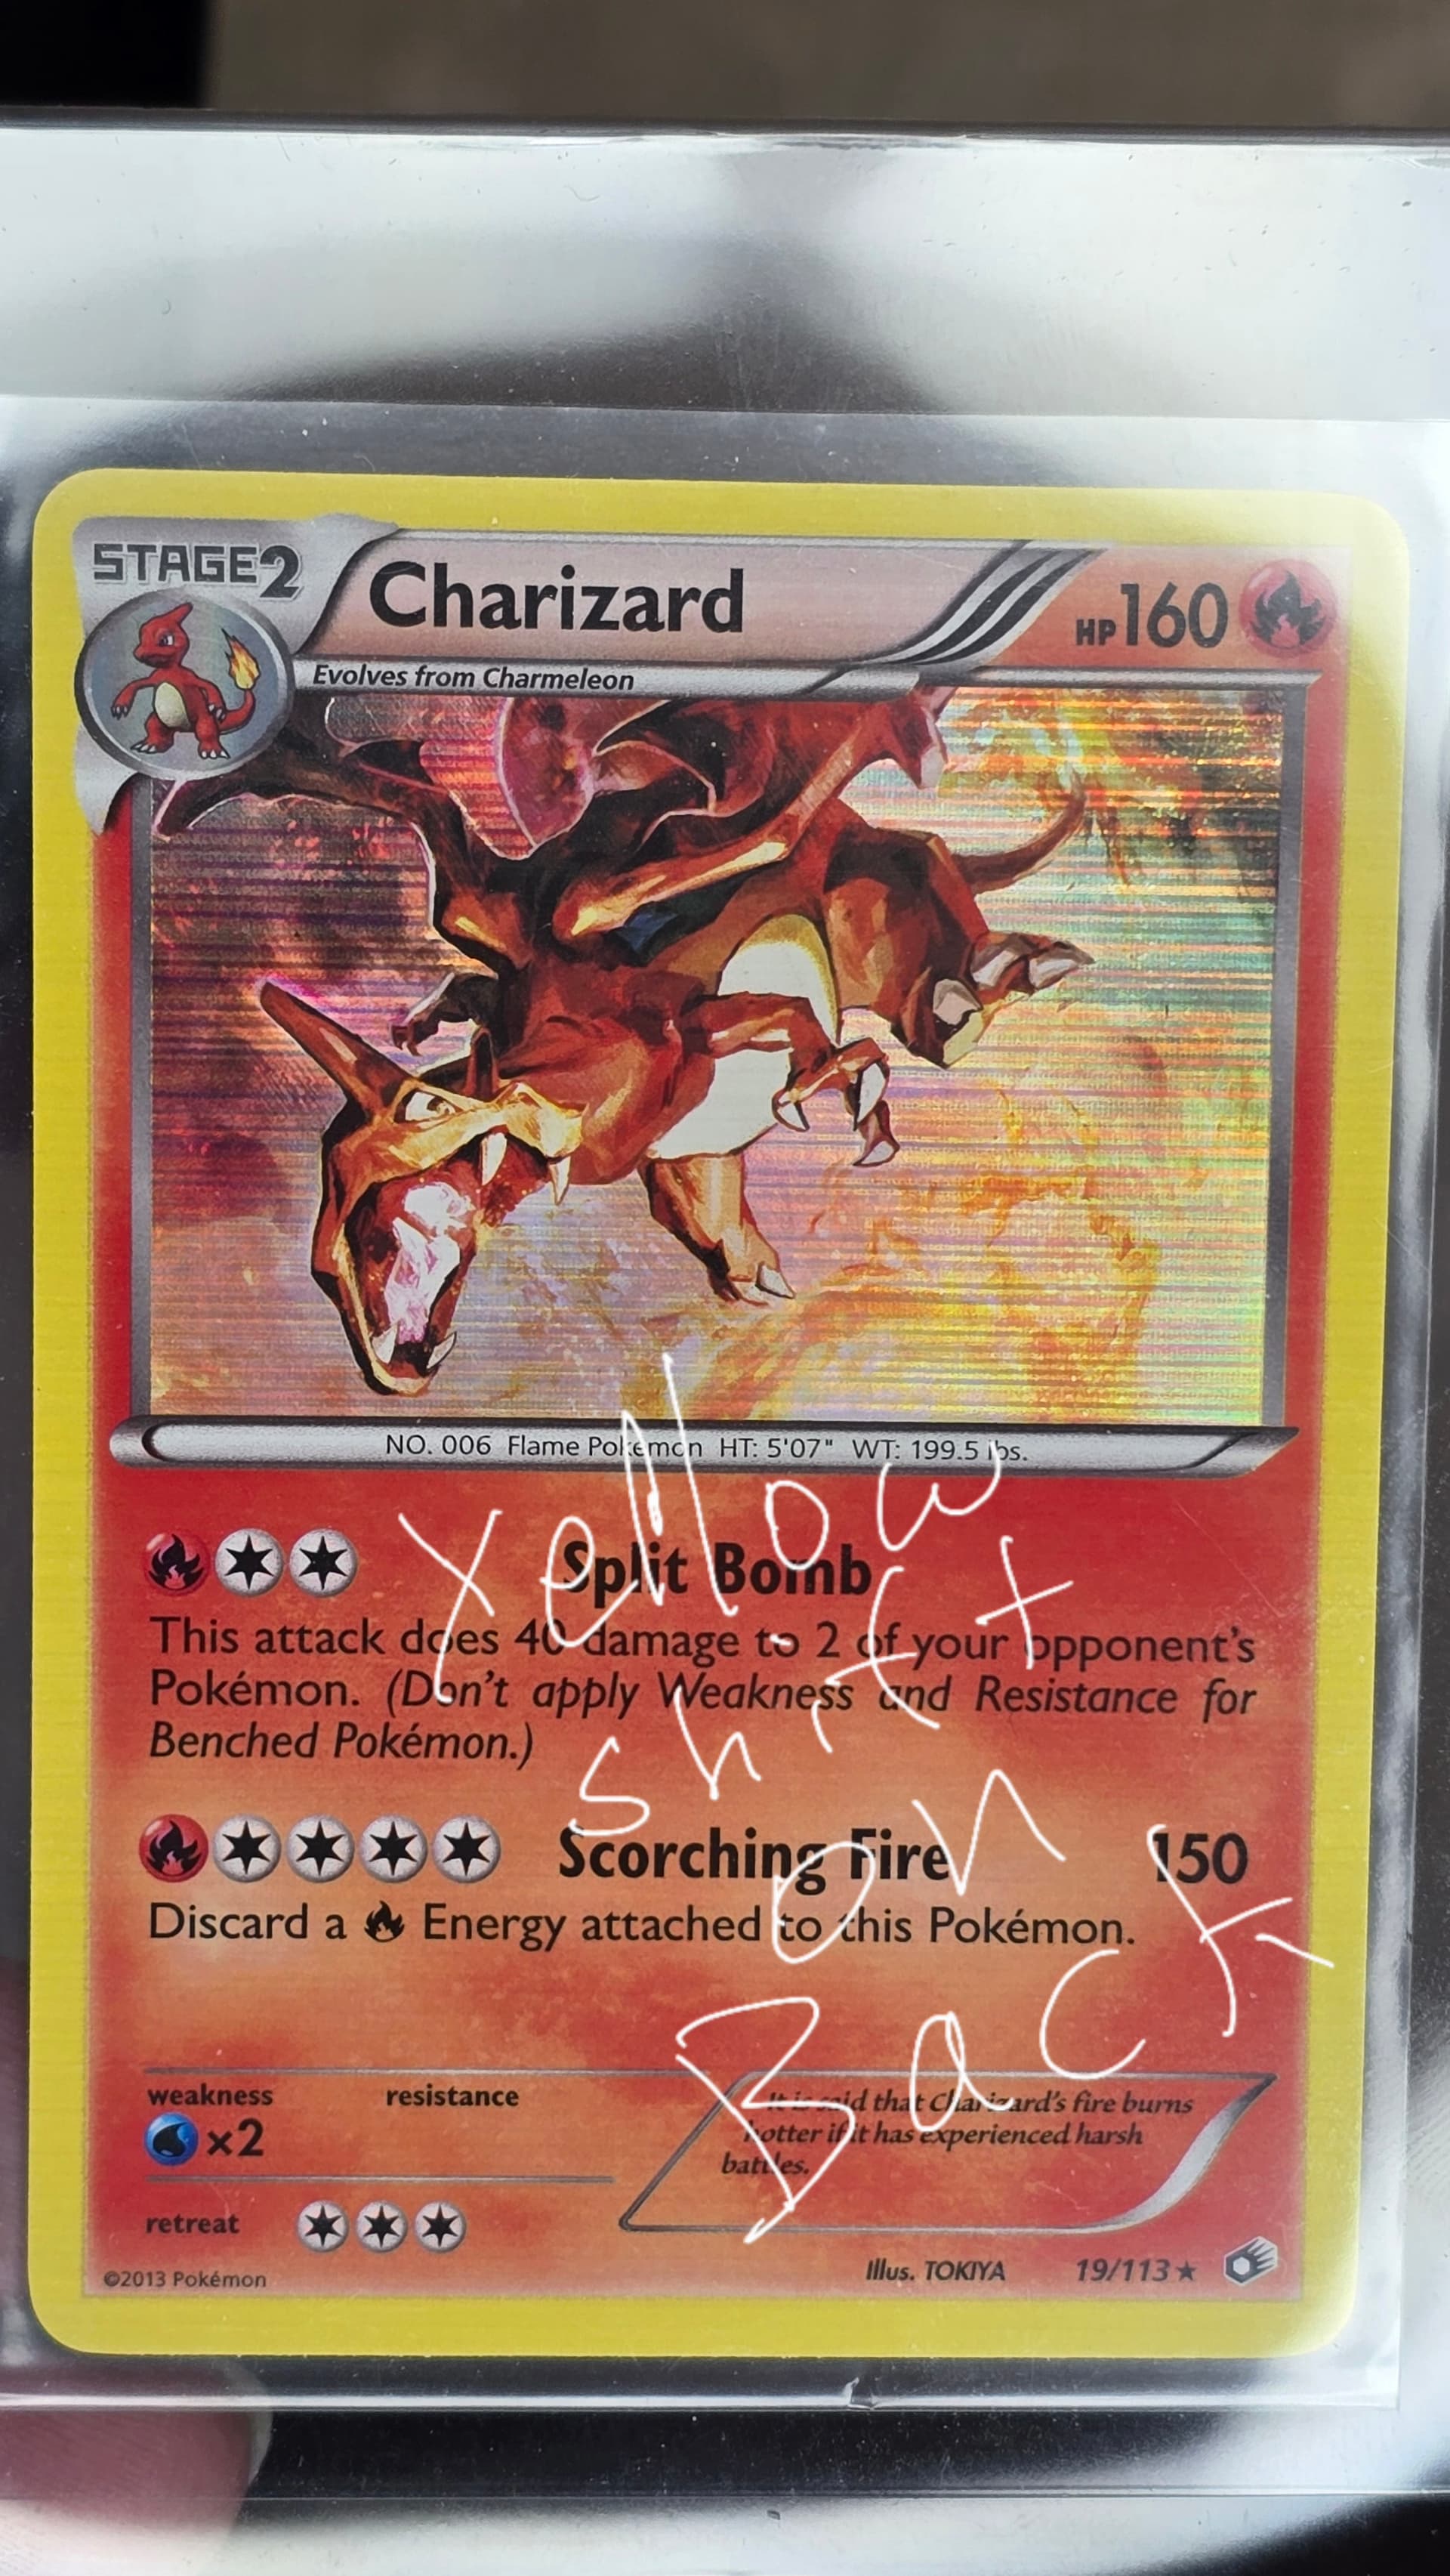 STAGE2
Charizard
HP160
Evolves from Charmeleon
NO. 006 Flame Pokémon HT: 5'07" WT: 199.5 lbs.
Yellow
shirt
on
Back
Split Bomb
This attack does 40 damage to 2 of your opponent's
Pokémon. (Don't apply Weakness and Resistance for
Benched Pokémon.)
Scorching Fire 150
Discard a Energy attached to this Pokémon.
weakness resistance
×2
It is said that Charizard's fire burns
hotter if it has experienced harsh
battles.
retreat
©2013 Pokémon
Illus. TOKIYA 19/113★